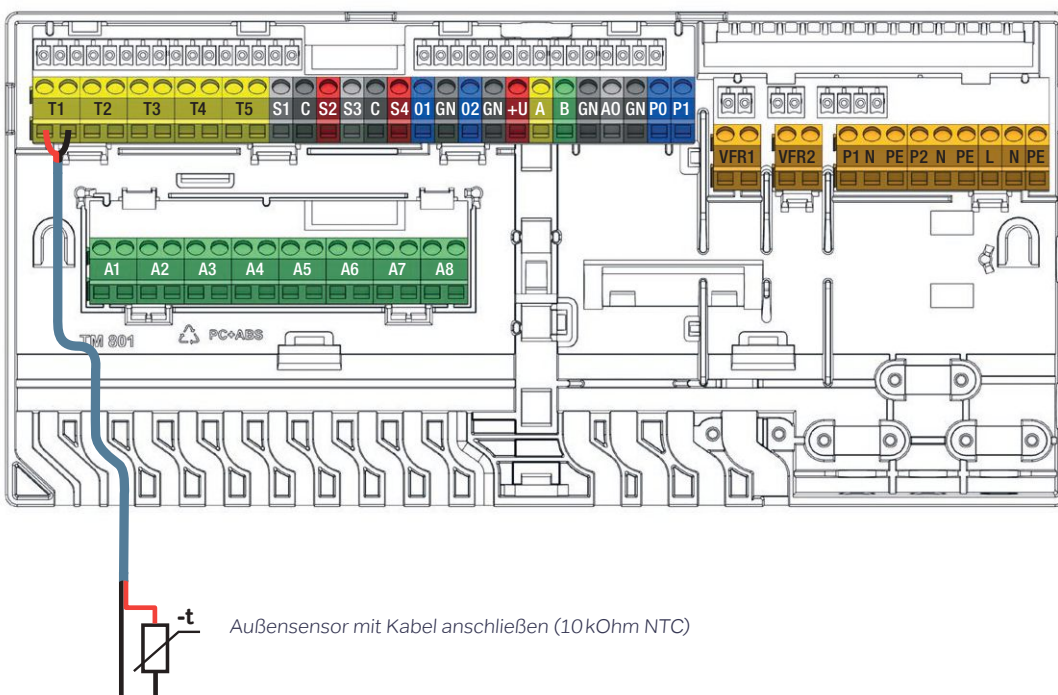 T1 T2 T3 T4 T5 S1 C S2 S3 C S4 01 GN 02 GN +U A B GN AO GN P0 P1
VFR1 VFR2 P1 N PE P2 N PE L N PE
A1 A2 A3 A4 A5 A6 A7 A8
TM 801 PC+ABS
-t
Außensensor mit Kabel anschließen (10 kOhm NTC)